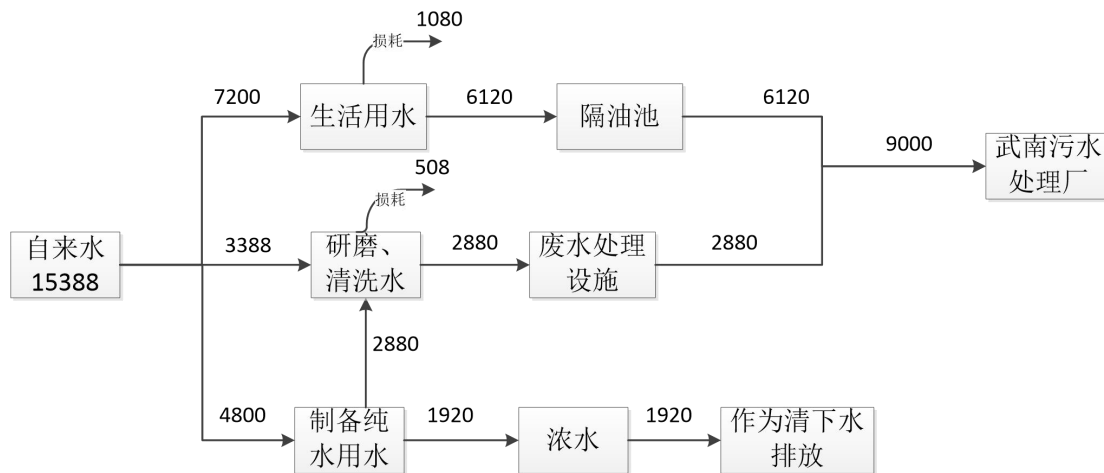 1080
损耗
7200
生活用水
6120
隔油池
6120
9000
武南污水
处理厂
508
损耗
自来水
15388
3388
研磨、
清洗水
2880
废水处理
设施
2880
2880
4800
制备纯
水用水
1920
浓水
1920
作为清下水
排放